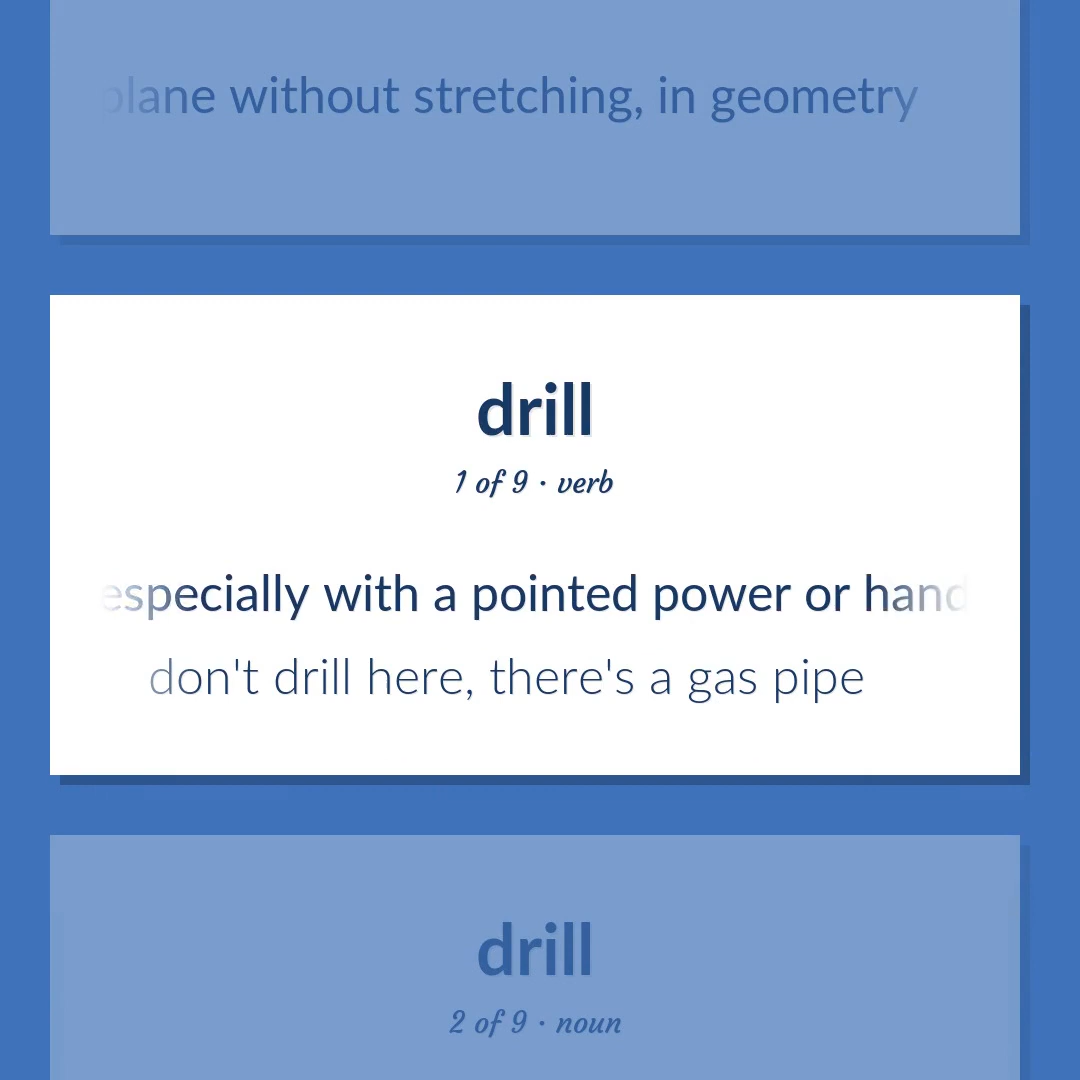 plane without stretching, in geometry
drill
1 of 9 · verb
especially with a pointed power or hand
don't drill here, there's a gas pipe
drill
2 of 9 · noun